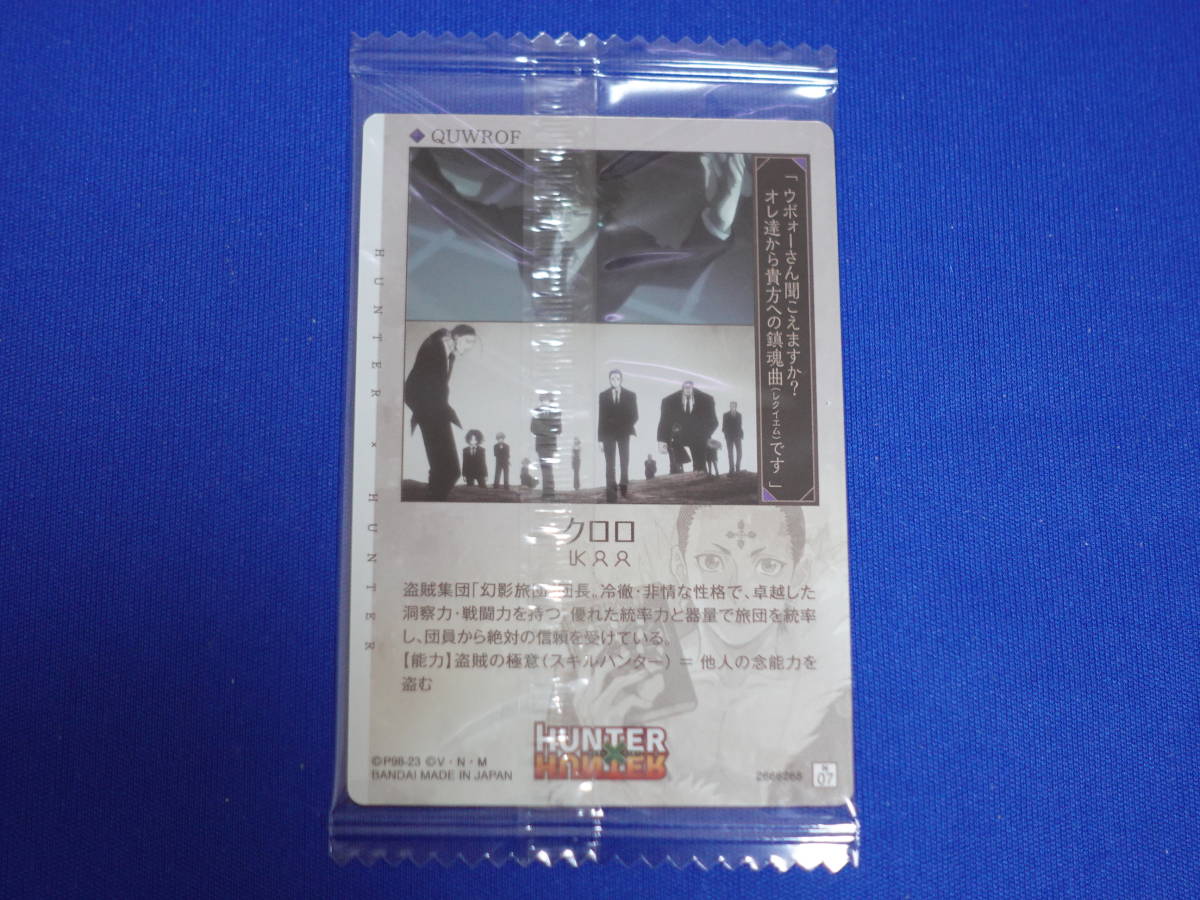 QUWROF
「ウボォーさん聞こえますか?
オレ達から貴方への鎮魂曲(レクイエム)です」
HUNTER × HUNTER
クロロ
盗賊集団「幻影旅団」団長。冷徹・非情な性格で、卓越した
洞察力・戦闘力を持つ。優れた統率力と器量で旅団を統率
し、団員から絶対の信頼を受けている。
【能力】盗賊の極意(スキルハンター) = 他人の念能力を
盗む
HUNTER×HUNTER
©P98-23 ©V・N・M
BANDAI MADE IN JAPAN
2666268
N
07